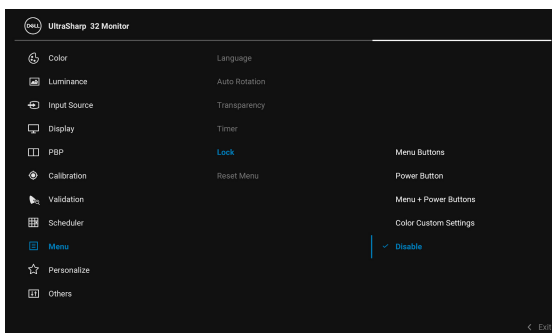 DELL UltraSharp 32 Monitor
Color
Language
Luminance
Auto Rotation
Input Source
Transparency
Display
Timer
PBP
Lock
Menu Buttons
Calibration
Reset Menu
Power Button
Validation
Menu + Power Buttons
Scheduler
Color Custom Settings
Menu
Disable
Personalize
Others
Exit